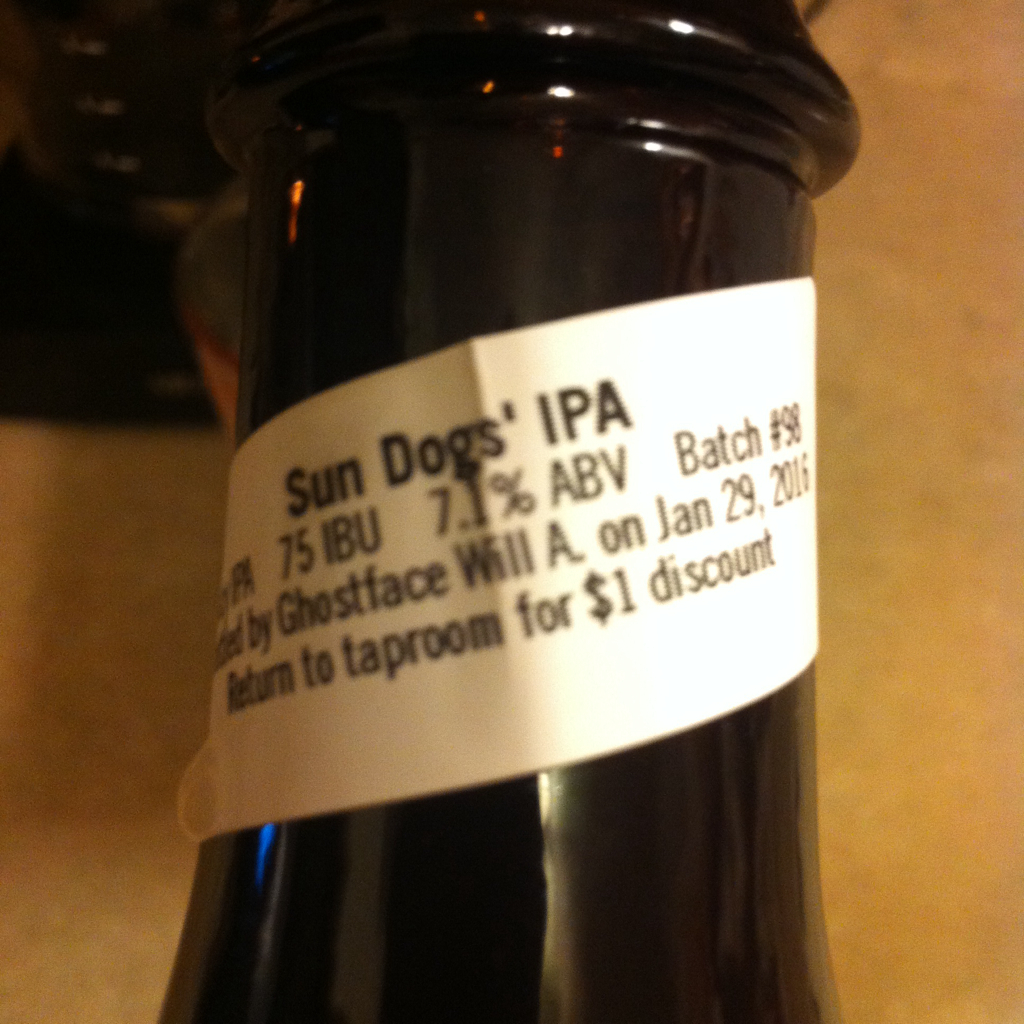 Sun Dogs' IPA
IPA 75 IBU 7.1% ABV Batch #98
by Ghostface Will A. on Jan 29, 2016
Return to taproom for $1 discount